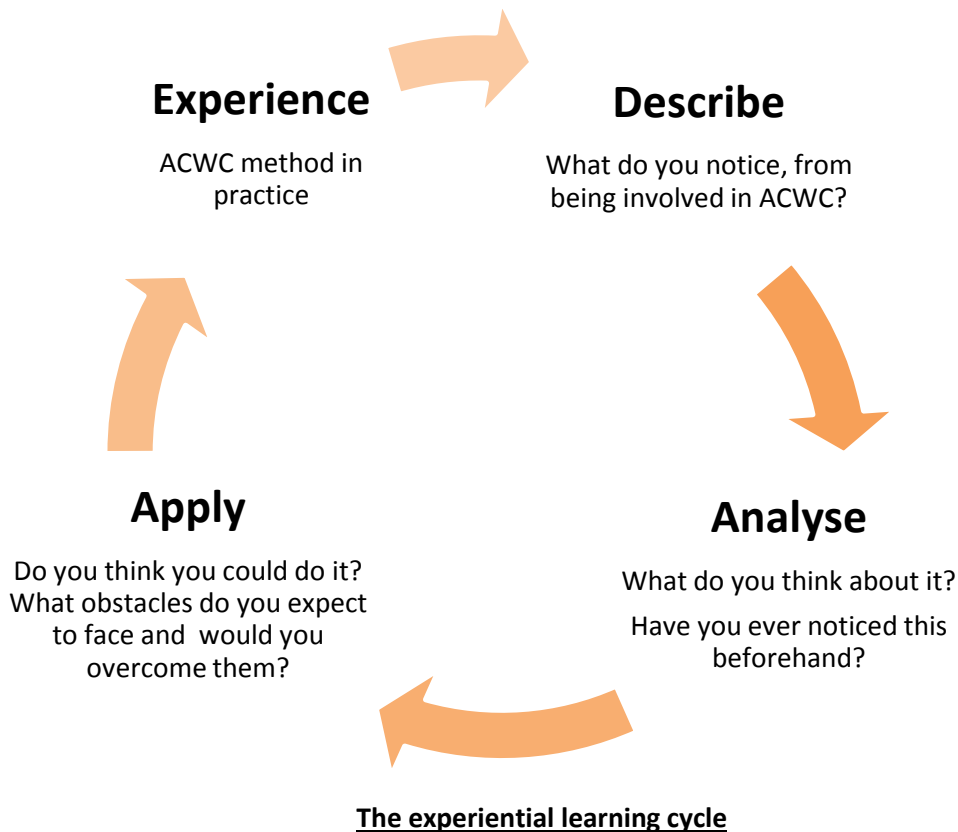 Experience
ACWC method in
practice
Describe
What do you notice, from
being involved in ACWC?
Analyse
What do you think about it?
Have you ever noticed this
beforehand?
Apply
Do you think you could do it?
What obstacles do you expect
to face and  would you
overcome them?
The experiential learning cycle